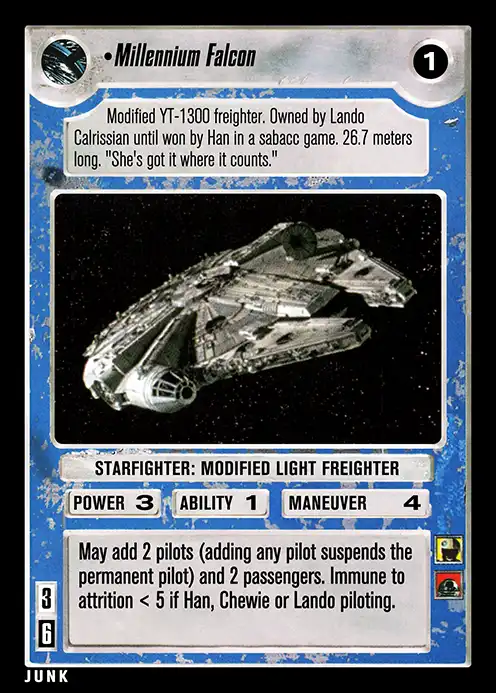 •Millennium Falcon
1
Modified YT-1300 freighter. Owned by Lando
Calrissian until won by Han in a sabacc game. 26.7 meters
long. "She's got it where it counts."
STARFIGHTER: MODIFIED LIGHT FREIGHTER
POWER 3 ABILITY 1 MANEUVER 4
May add 2 pilots (adding any pilot suspends the
permanent pilot) and 2 passengers. Immune to
attrition < 5 if Han, Chewie or Lando piloting.
3
6
JUNK